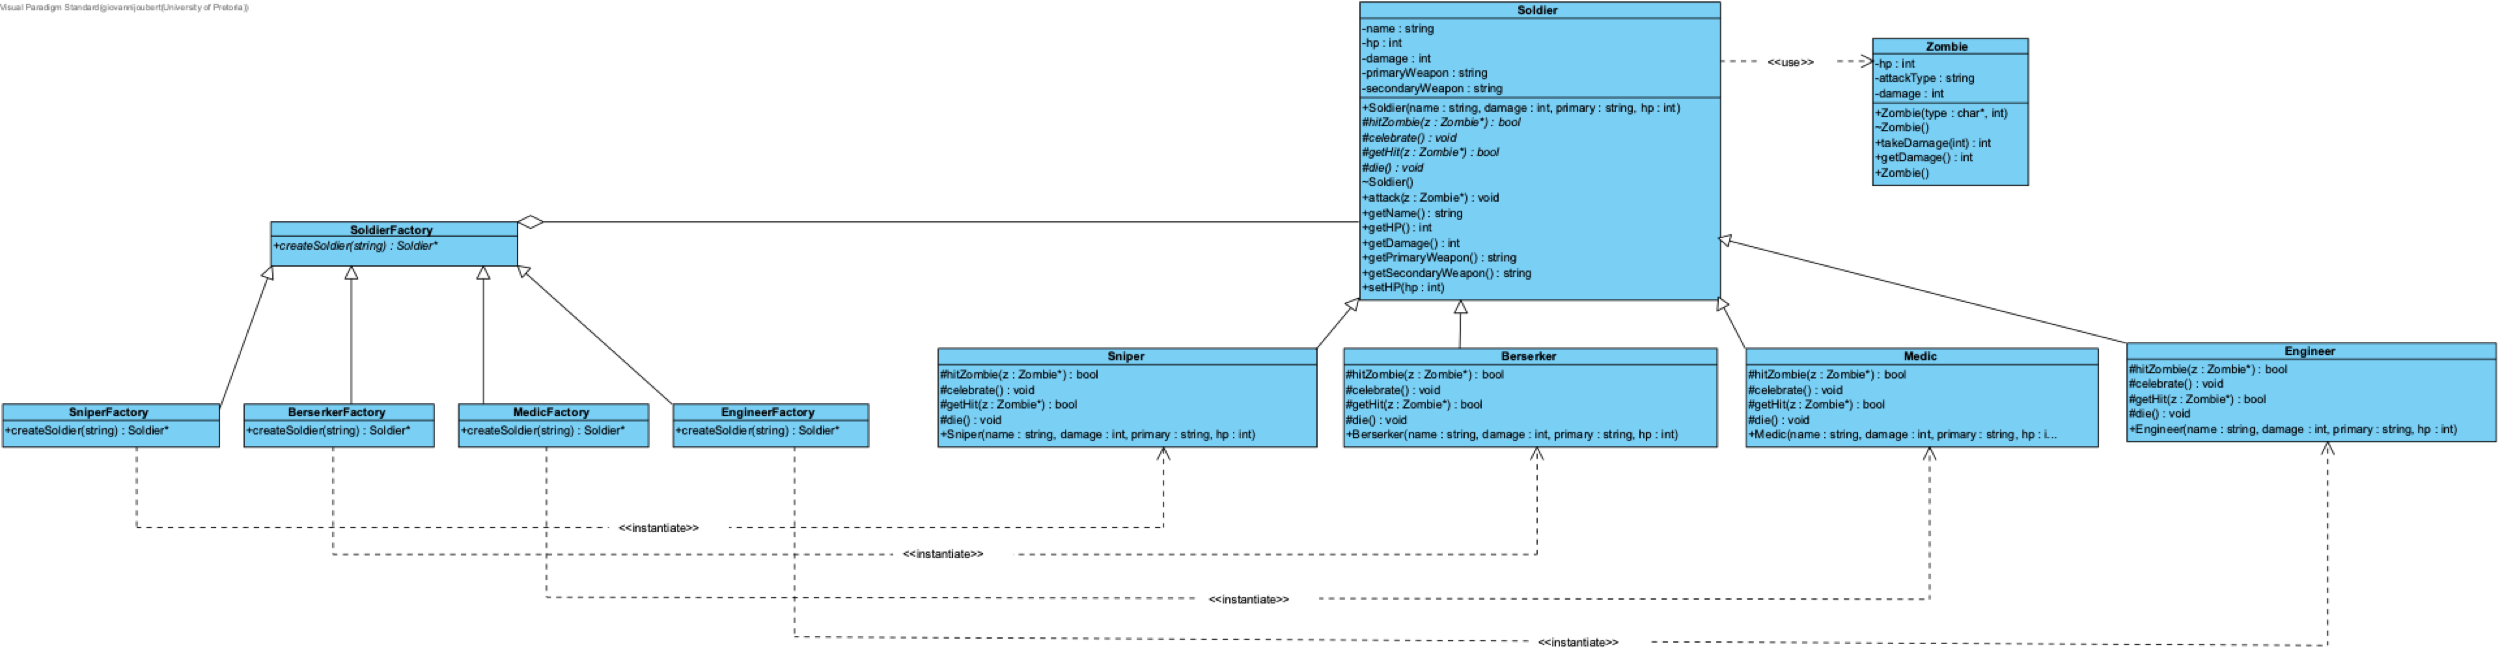 Visual Paradigm Standard(giovannijoubert(University of Pretoria))
Soldier
-name : string
-hp : int
-damage : int
-primaryWeapon : string
-secondaryWeapon : string
+Soldier(name : string, damage : int, primary : string, hp : int)
#hitZombie(z : Zombie*) : bool
#celebrate() : void
#getHit(z : Zombie*) : bool
#die() : void
~Soldier()
+attack(z : Zombie*) : void
+getName() : string
+getHP() : int
+getDamage() : int
+getPrimaryWeapon() : string
+getSecondaryWeapon() : string
+setHP(hp : int)
<<use>>
Zombie
-hp : int
-attackType : string
-damage : int
+Zombie(type : char*, int)
~Zombie()
+takeDamage(int) : int
+getDamage() : int
+Zombie()
SoldierFactory
+createSoldier(string) : Soldier*
SniperFactory
+createSoldier(string) : Soldier*
BerserkerFactory
+createSoldier(string) : Soldier*
MedicFactory
+createSoldier(string) : Soldier*
EngineerFactory
+createSoldier(string) : Soldier*
Sniper
#hitZombie(z : Zombie*) : bool
#celebrate() : void
#getHit(z : Zombie*) : bool
#die() : void
+Sniper(name : string, damage : int, primary : string, hp : int)
Berserker
#hitZombie(z : Zombie*) : bool
#celebrate() : void
#getHit(z : Zombie*) : bool
#die() : void
+Berserker(name : string, damage : int, primary : string, hp : int)
Medic
#hitZombie(z : Zombie*) : bool
#celebrate() : void
#getHit(z : Zombie*) : bool
#die() : void
+Medic(name : string, damage : int, primary : string, hp : i...
Engineer
#hitZombie(z : Zombie*) : bool
#celebrate() : void
#getHit(z : Zombie*) : bool
#die() : void
+Engineer(name : string, damage : int, primary : string, hp : int)
<<instantiate>>
<<instantiate>>
<<instantiate>>
<<instantiate>>